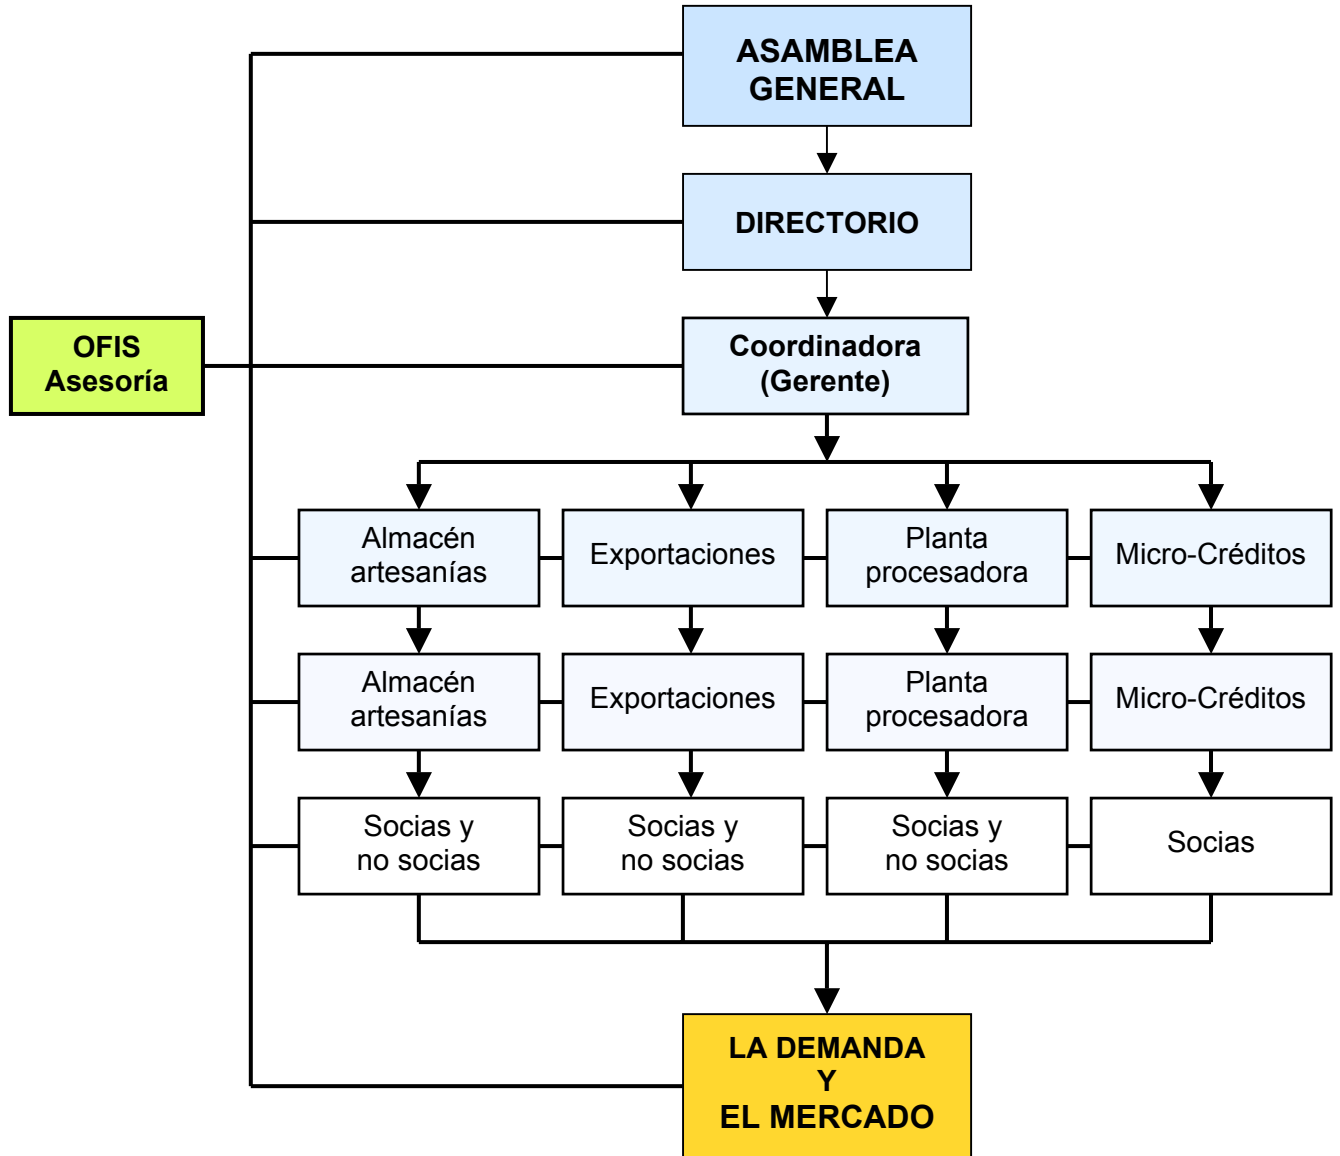 ASAMBLEA
GENERAL
DIRECTORIO
OFIS
Asesoría
Coordinadora
(Gerente)
Almacén
artesanías
Exportaciones
Planta
procesadora
Micro-Créditos
Almacén
artesanías
Exportaciones
Planta
procesadora
Micro-Créditos
Socias y
no socias
Socias y
no socias
Socias y
no socias
Socias
LA DEMANDA
Y
EL MERCADO